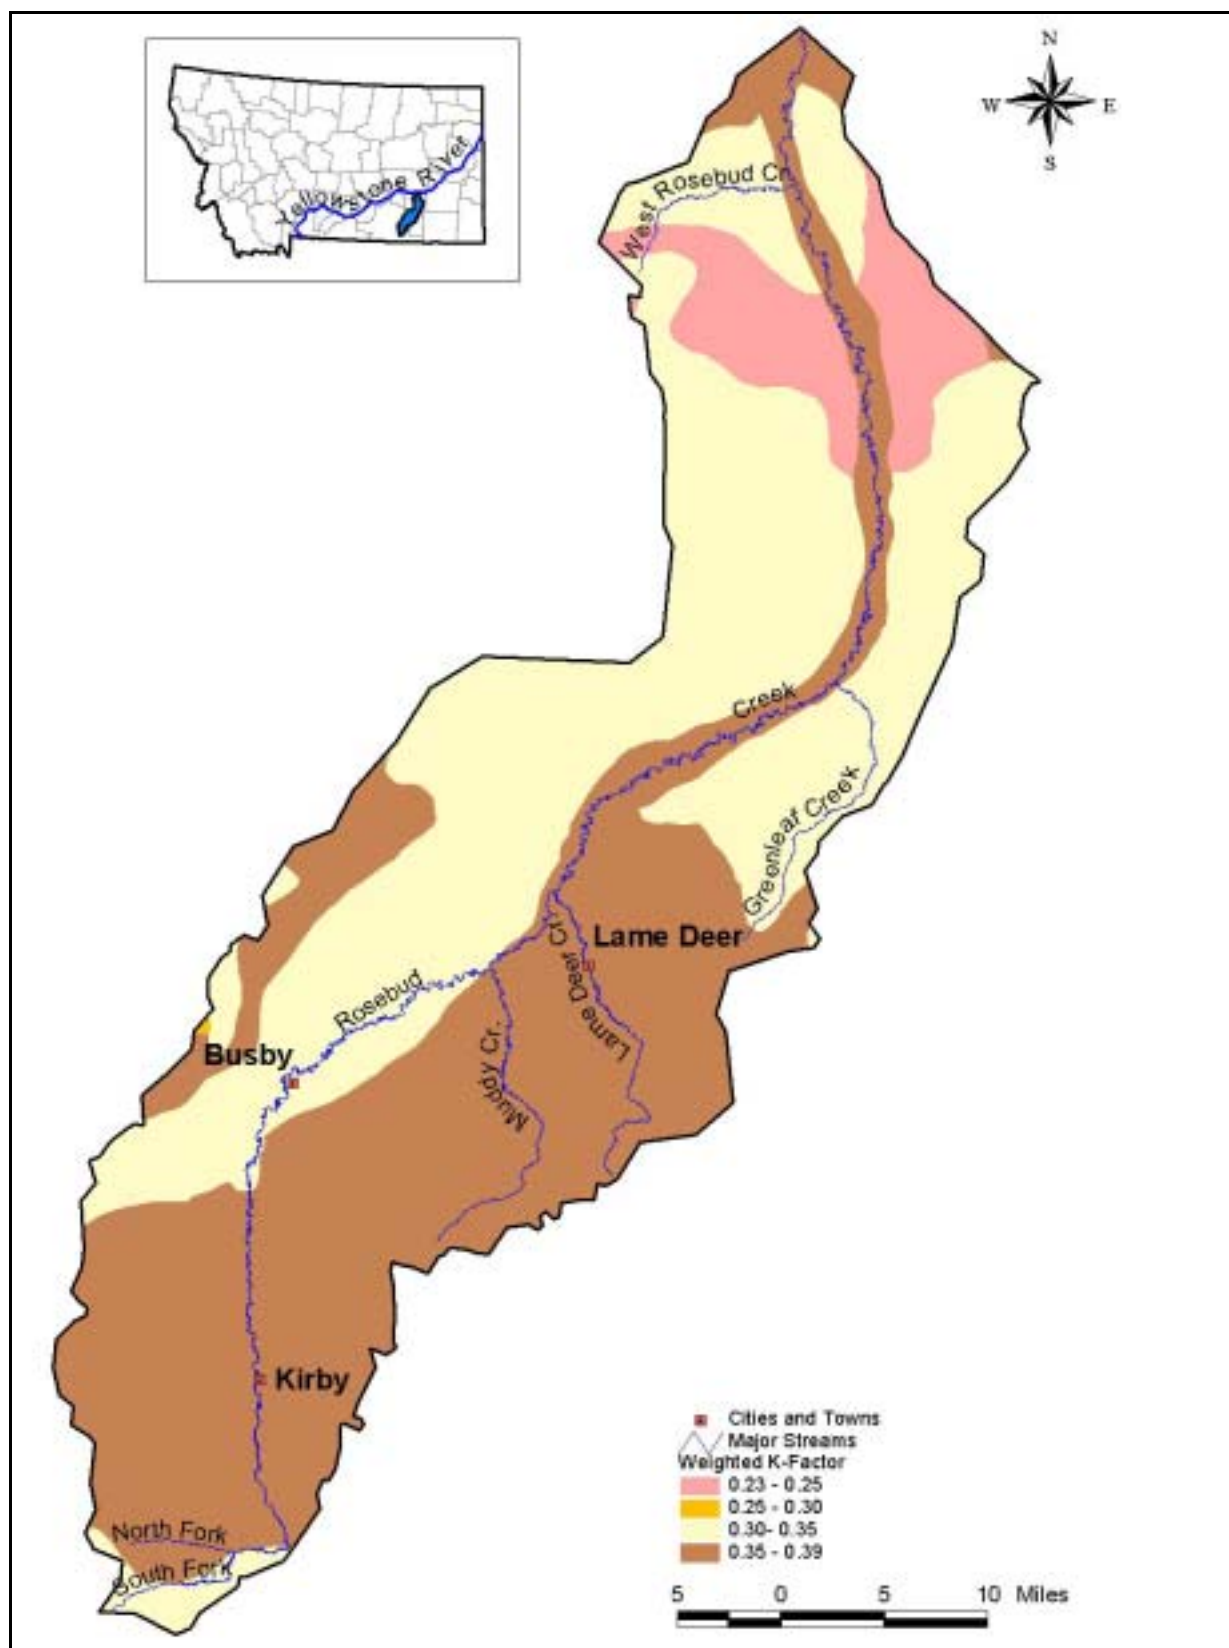 N
W E
S
Yellowstone River
West Rosebud Cr.
Creek
Greenleaf Creek
Lame Deer
Lame Deer Cr.
Rosebud
Busby
Muddy Cr.
Kirby
North Fork
South Fork
Cities and Towns
Major Streams
Weighted K-Factor
0.23 - 0.25
0.25 - 0.30
0.30- 0.35
0.35 - 0.39
5 0 5 10 Miles